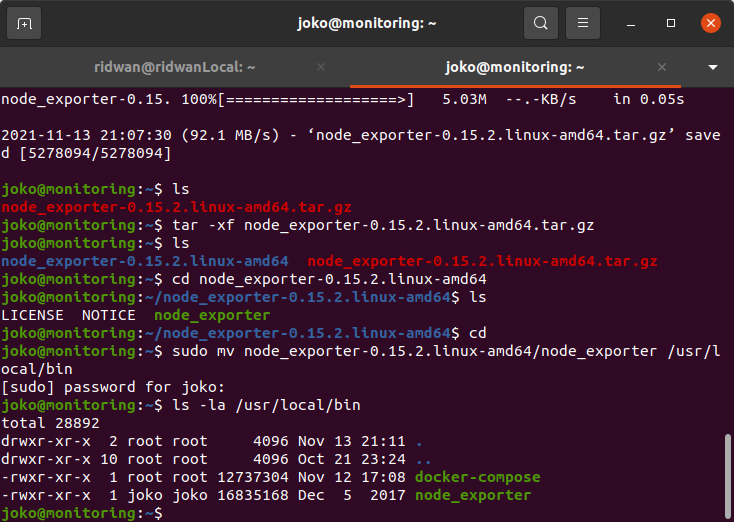 joko@monitoring: ~
ridwan@ridwanLocal: ~
joko@monitoring: ~
node_exporter-0.15. 100%[===================>]   5.03M  --.-KB/s    in 0.05s
2021-11-13 21:07:30 (92.1 MB/s) - ‘node_exporter-0.15.2.linux-amd64.tar.gz’ save
d [5278094/5278094]
joko@monitoring:~$ ls
node_exporter-0.15.2.linux-amd64.tar.gz
joko@monitoring:~$ tar -xf node_exporter-0.15.2.linux-amd64.tar.gz
joko@monitoring:~$ ls
node_exporter-0.15.2.linux-amd64  node_exporter-0.15.2.linux-amd64.tar.gz
joko@monitoring:~$ cd node_exporter-0.15.2.linux-amd64
joko@monitoring:~/node_exporter-0.15.2.linux-amd64$ ls
LICENSE  NOTICE  node_exporter
joko@monitoring:~/node_exporter-0.15.2.linux-amd64$ cd
joko@monitoring:~$ sudo mv node_exporter-0.15.2.linux-amd64/node_exporter /usr/l
ocal/bin
[sudo] password for joko:
joko@monitoring:~$ ls -la /usr/local/bin
total 28892
drwxr-xr-x  2 root root     4096 Nov 13 21:11 .
drwxr-xr-x 10 root root     4096 Oct 21 23:24 ..
-rwxr-xr-x  1 root root 12737304 Nov 12 17:08 docker-compose
-rwxr-xr-x  1 joko joko 16835168 Dec  5  2017 node_exporter
joko@monitoring:~$